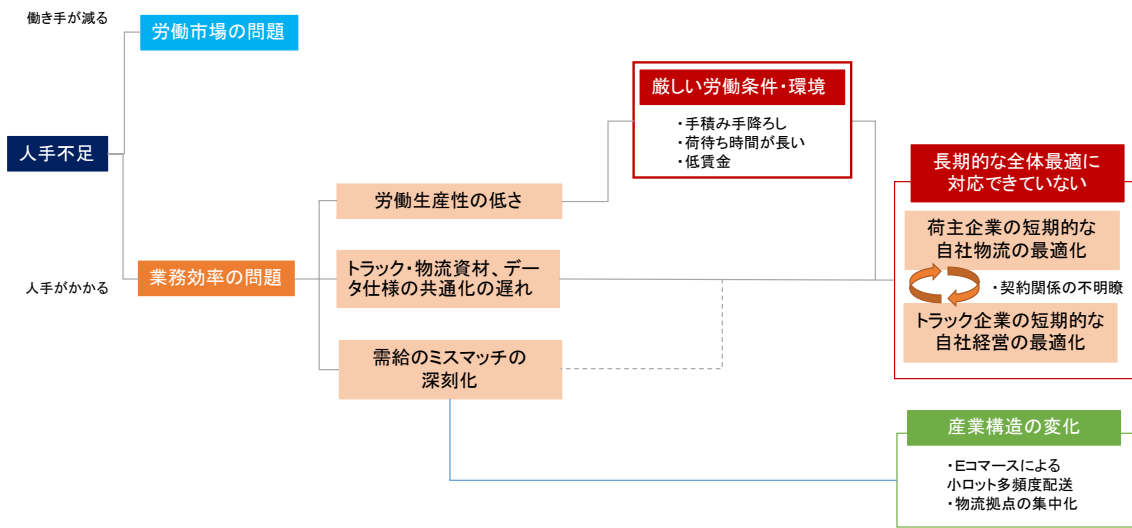 働き手が減る
労働市場の問題
人手不足
人手がかかる
業務効率の問題
労働生産性の低さ
トラック・物流資材、デー
タ仕様の共通化の遅れ
需給のミスマッチの
深刻化
厳しい労働条件・環境
・手積み手降ろし
・荷待ち時間が長い
・低賃金
長期的な全体最適に
対応できていない
荷主企業の短期的な
自社物流の最適化
・契約関係の不明瞭
トラック企業の短期的な
自社経営の最適化
産業構造の変化
・Eコマースによる
小ロット多頻度配送
・物流拠点の集中化